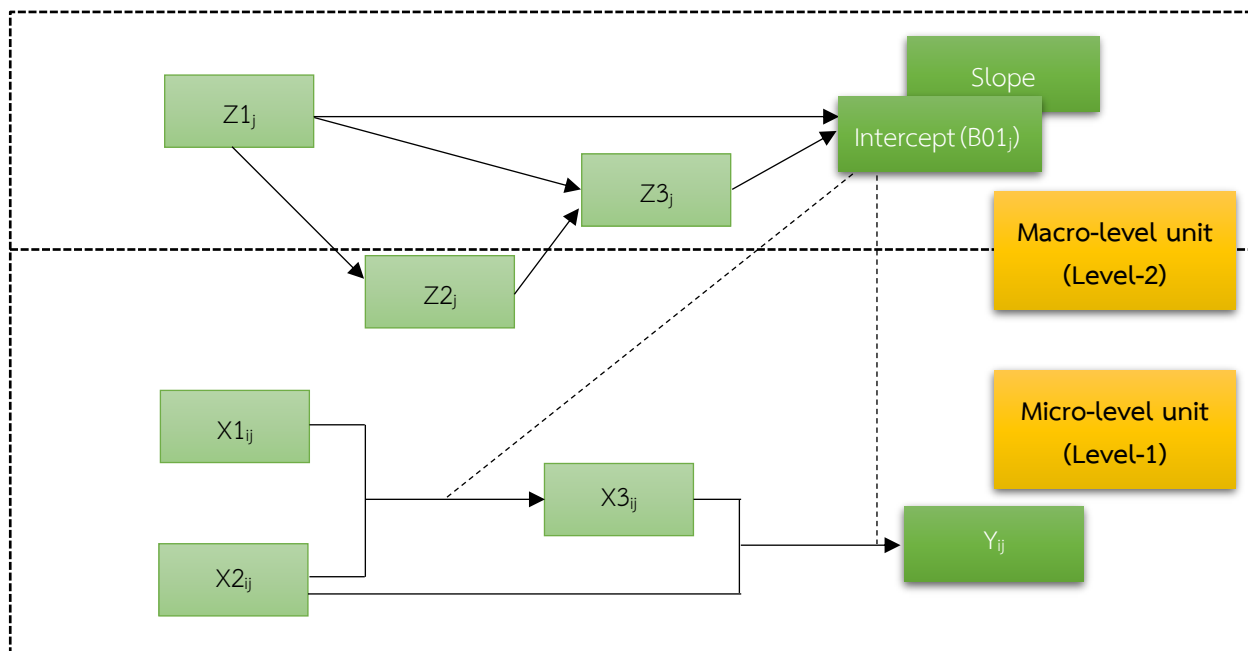 Slope
Z1j
Intercept (B01j)
Z3j
Macro-level unit
(Level-2)
Z2j
X1ij
Micro-level unit
(Level-1)
X3ij
Yij
X2ij